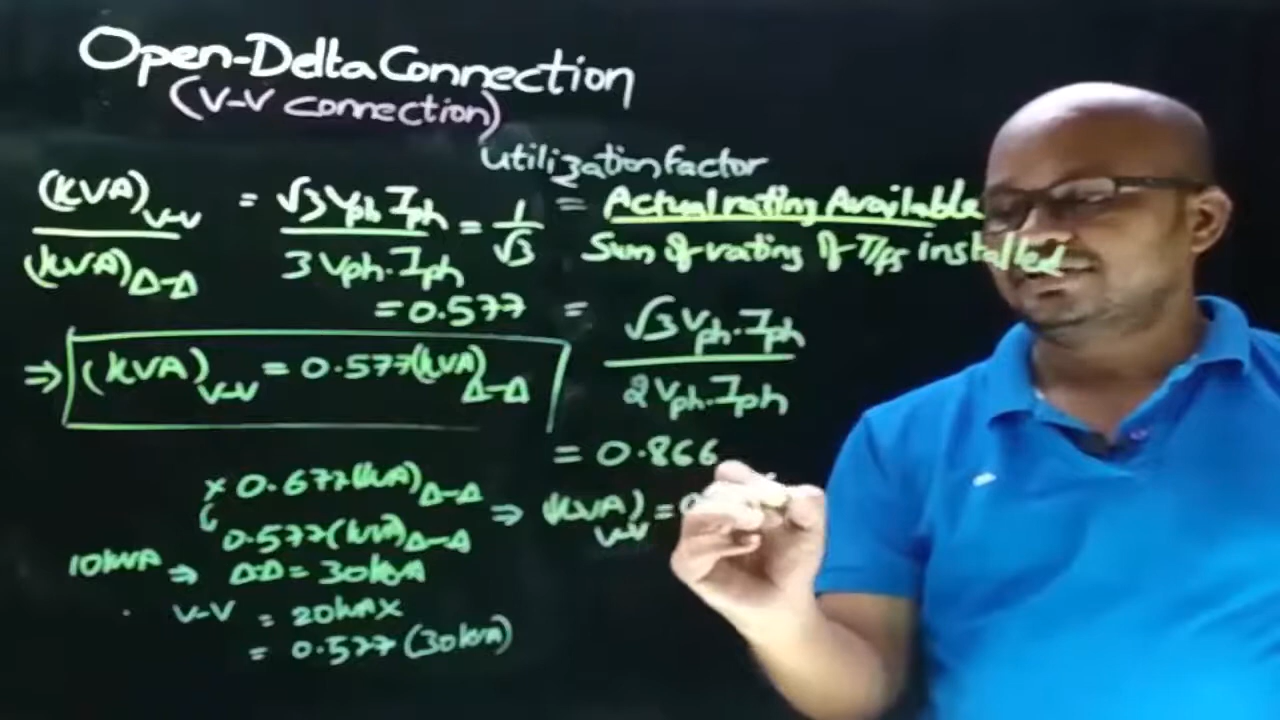 Open-Delta Connection
(V-V connection)
utilization factor
(kVA)V-V / (kVA)Δ-Δ = √3 Vph Iph / 3 Vph. Iph = 1/√3
= 0.577
= Actual rating Available / Sum of rating of T/fs installed
= √3 Vph. Iph / 2 Vph. Iph
⇒ (kVA)V-V = 0.577(kVA)Δ-Δ
= 0.866
x 0.677(kVA)Δ-Δ
0.577(kVA)Δ-Δ
⇒ (kVA)V-V =
10kVA ⇒ Δ-Δ = 30kVA
V-V = 20kVA x
= 0.577 (30kVA)